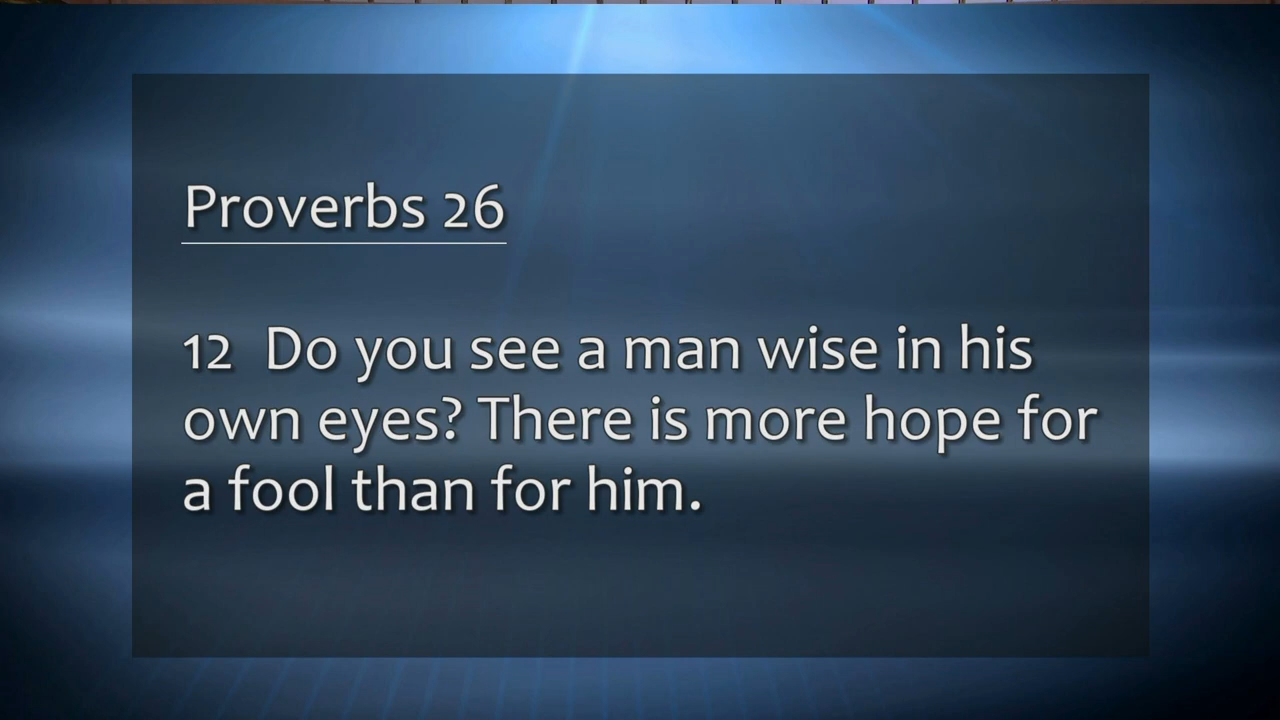 Proverbs 26
12 Do you see a man wise in his
own eyes? There is more hope for
a fool than for him.